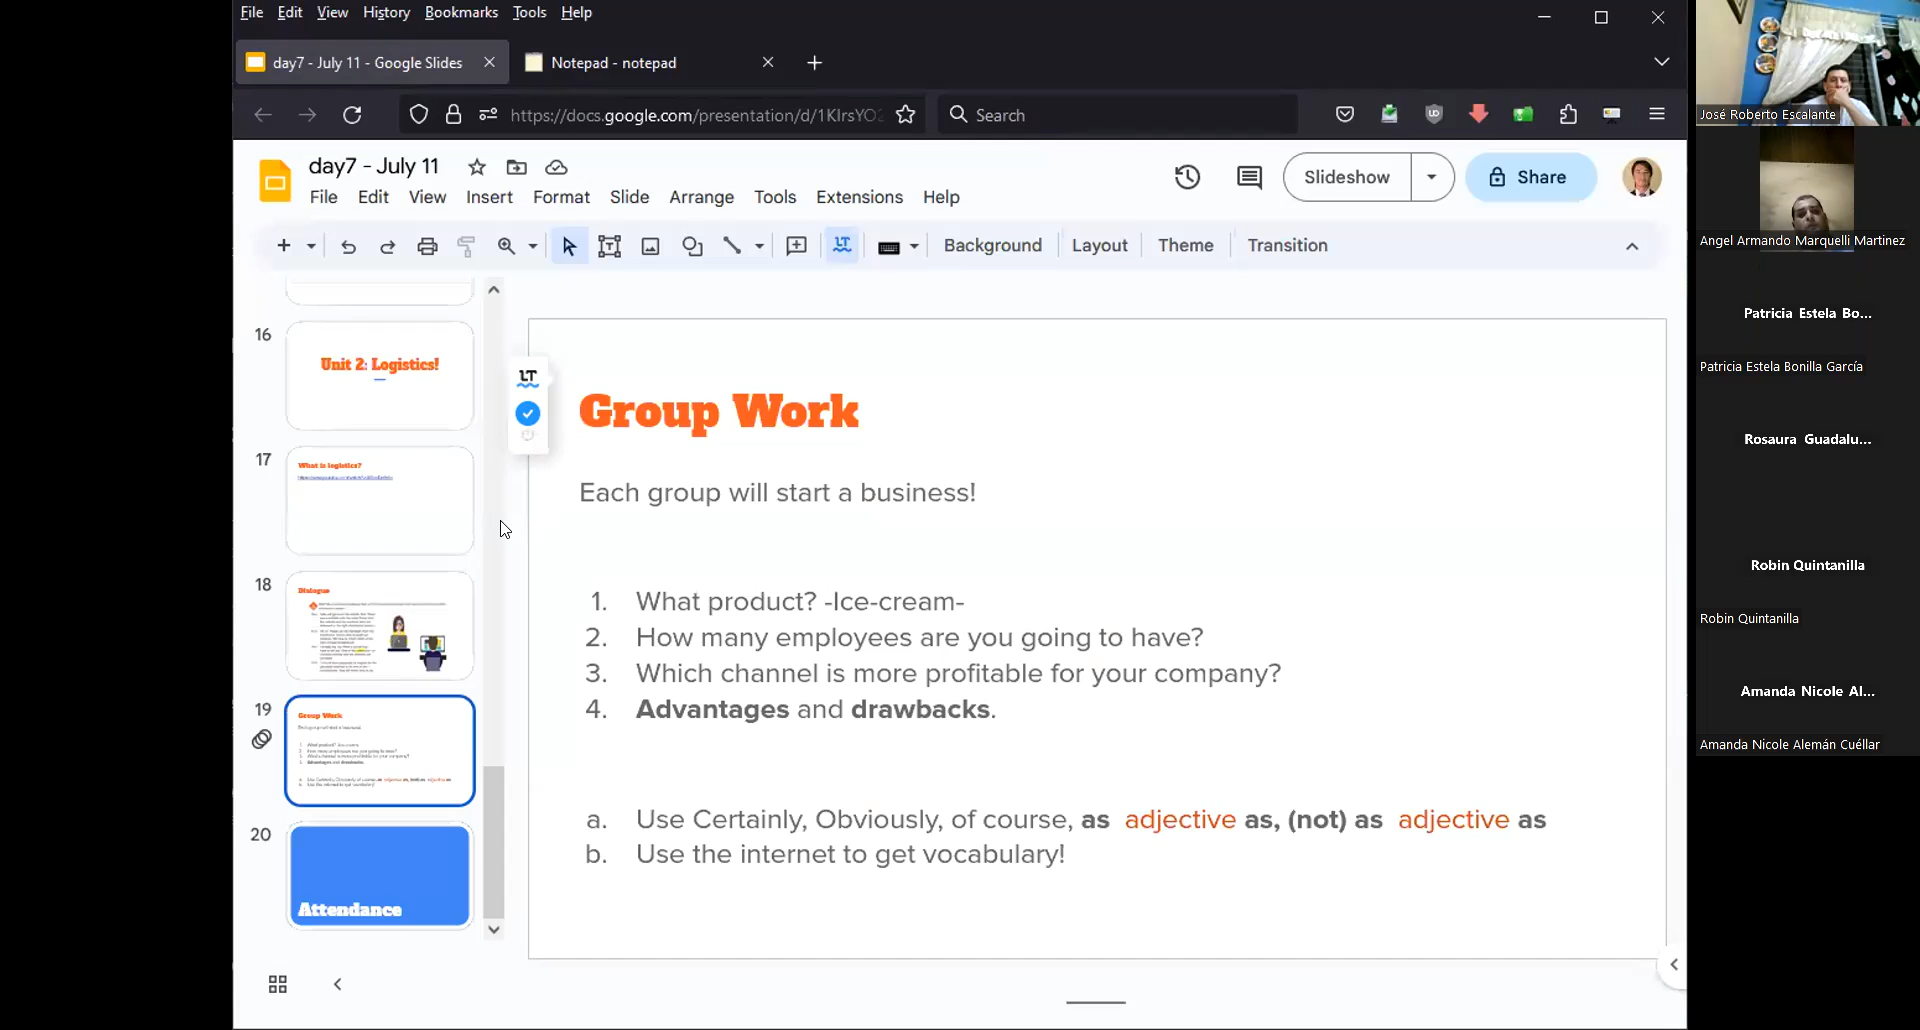 File Edit View History Bookmarks Tools Help
day7 - July 11 - Google Slides
Notepad - notepad
https://docs.google.com/presentation/d/1KIrsYO
Search
day7 - July 11
File Edit View Insert Format Slide Arrange Tools Extensions Help
Slideshow
Share
Background Layout Theme Transition
16
Unit 2: Logistics!
17
What is logistics?
18
Dialogue
19
Group Work
20
Attendance
LT
Group Work
Each group will start a business!
1. What product? -Ice-cream-
2. How many employees are you going to have?
3. Which channel is more profitable for your company?
4. Advantages and drawbacks.
a. Use Certainly, Obviously, of course, as adjective as, (not) as adjective as
b. Use the internet to get vocabulary!
José Roberto Escalante
Angel Armando Marquelli Martinez
Patricia Estela Bo...
Patricia Estela Bonilla García
Rosaura Guadalu...
Robin Quintanilla
Robin Quintanilla
Amanda Nicole Al...
Amanda Nicole Alemán Cuéllar